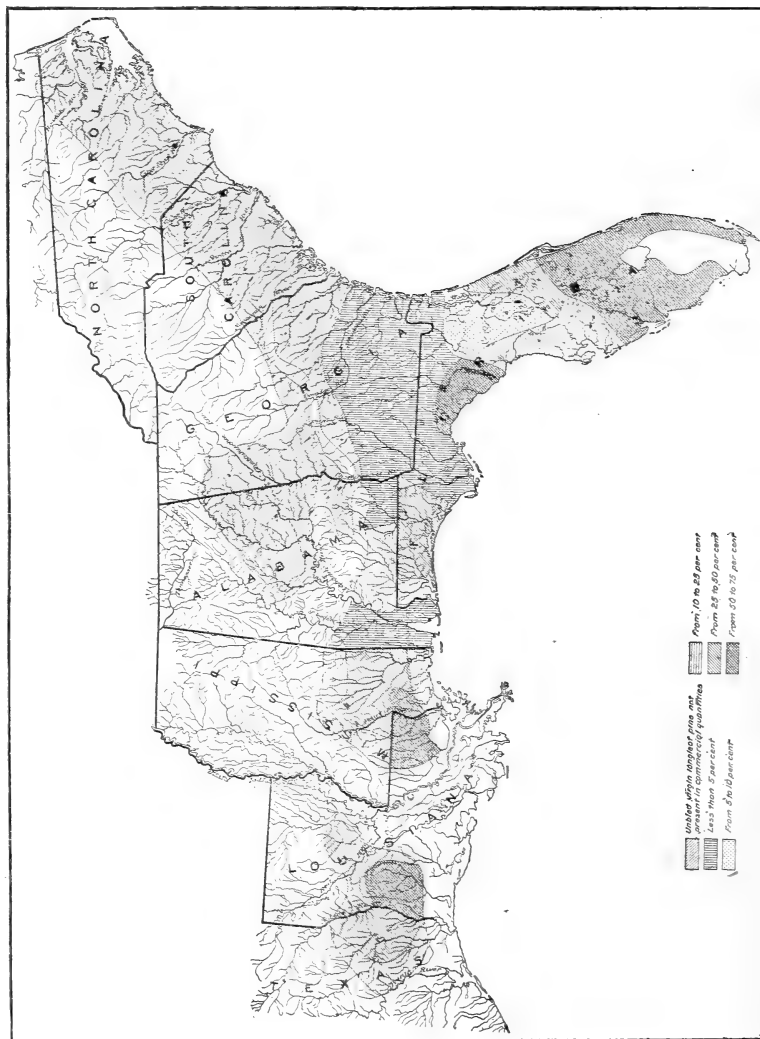 NORTH CAROLINA
SOUTH
CAROLINA
GEORGIA
ALABAMA
MISSISSIPPI
LOUISIANA
TEXAS
River
Unbled virgin longleaf pine not
present in commercial quantities
Less than 5 per cent
From 5 to 10 per cent
From 10 to 25 per cent
From 25 to 50 per cent
From 50 to 75 per cent